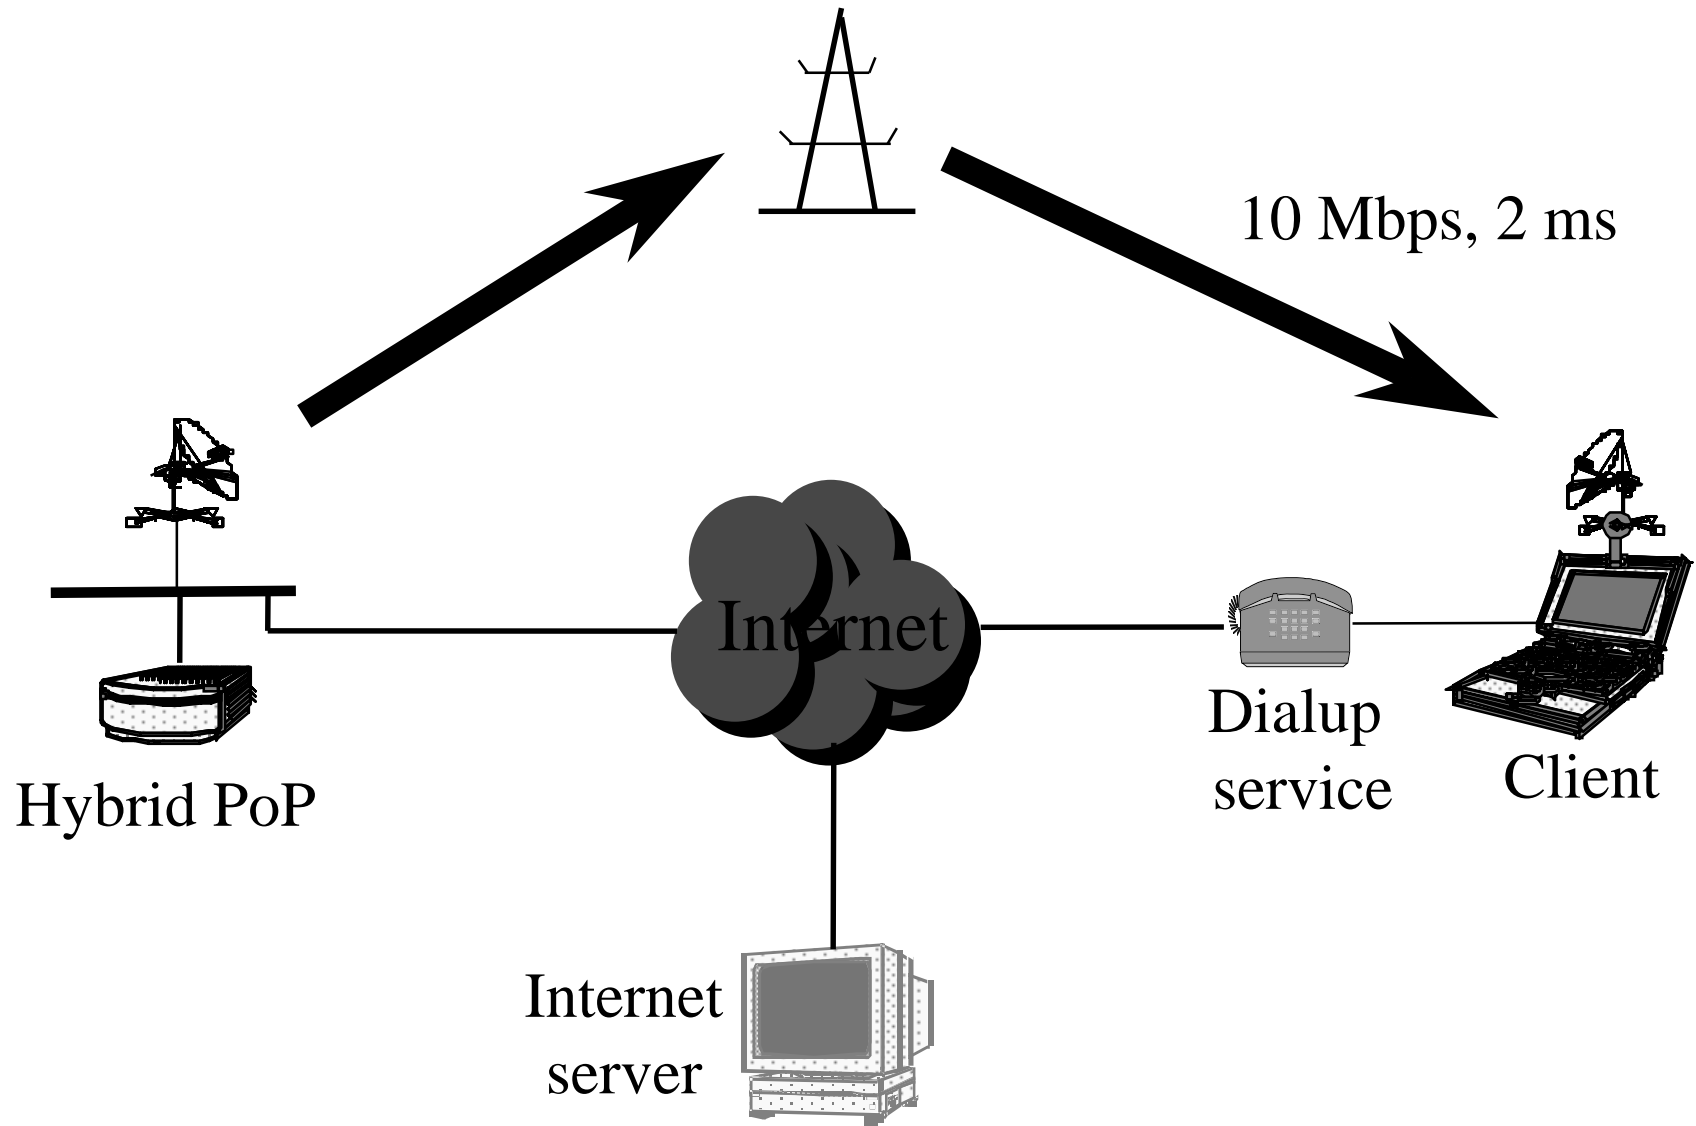 10 Mbps, 2 ms
Internet
Dialup
service
Client
Hybrid PoP
Internet
server